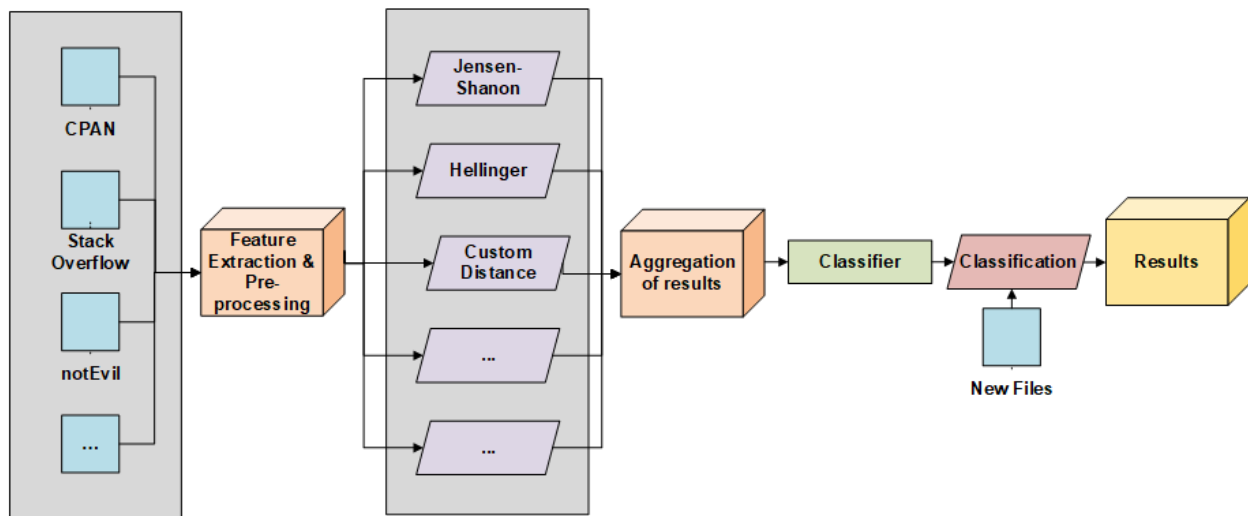 CPAN
Stack
Overflow
notEvil
...
Feature
Extraction &
Pre-
processing
Jensen-
Shanon
Hellinger
Custom
Distance
...
...
Aggregation
of results
Classifier
Classification
New Files
Results